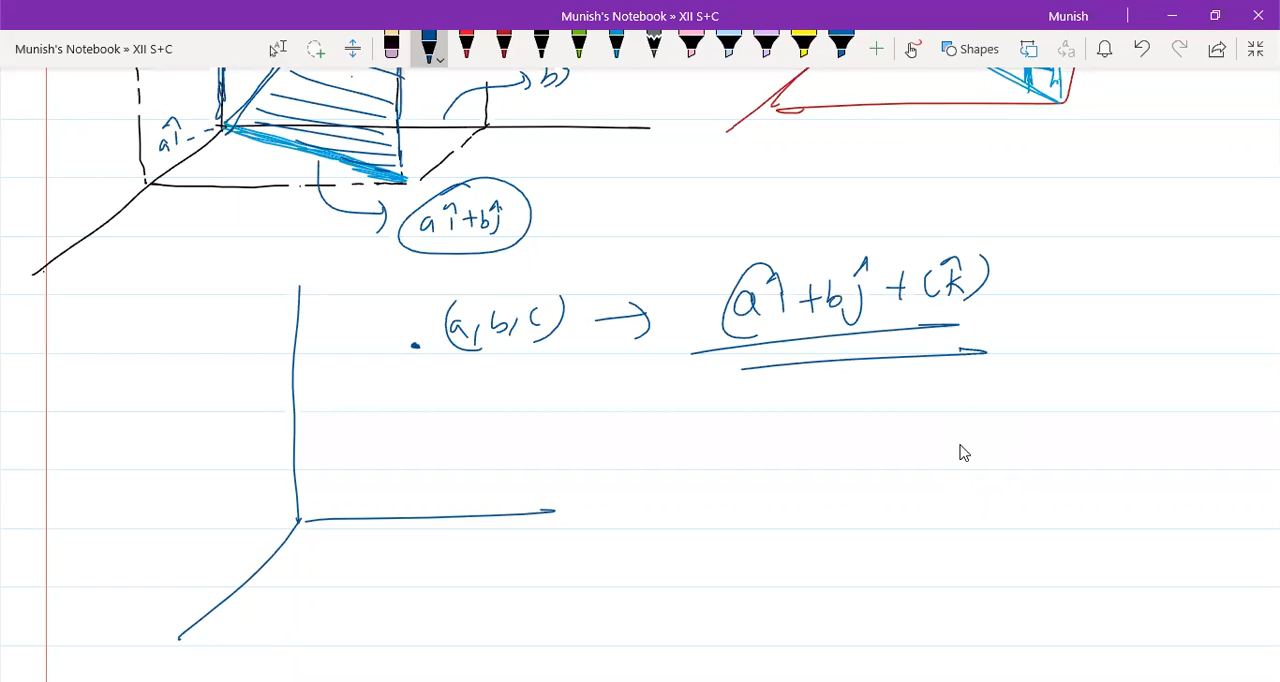 Munish's Notebook » XII S+C
Munish
Munish's Notebook » XII S+C
Shapes
bĵ
aî
aî+bĵ
(a, b, c) → (aî+bĵ+ck̂)